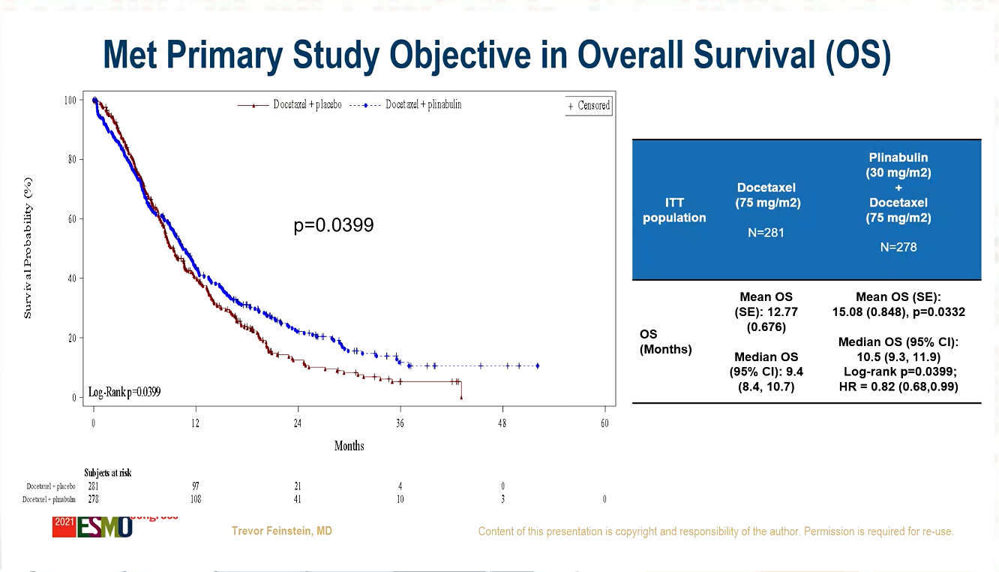 Met Primary Study Objective in Overall Survival (OS)
Docetaxel + placebo
Docetaxel + plinabulin
+ Censored
100
80
60
40
20
0
Survival Probability (%)
p=0.0399
Log-Rank p=0.0399
0 12 24 36 48 60
Months
Subjects at risk
Docetaxel + placebo 281 97 21 4 0
Docetaxel + plinabulin 278 108 41 10 3 0
ITT
population
Docetaxel
(75 mg/m2)
N=281
Plinabulin
(30 mg/m2)
+
Docetaxel
(75 mg/m2)
N=278
OS
(Months)
Mean OS
(SE): 12.77
(0.676)
Median OS
(95% CI): 9.4
(8.4, 10.7)
Mean OS (SE):
15.08 (0.848), p=0.0332
Median OS (95% CI):
10.5 (9.3, 11.9)
Log-rank p=0.0399;
HR = 0.82 (0.68,0.99)
2021 ESMO congress
Trevor Feinstein, MD
Content of this presentation is copyright and responsibility of the author. Permission is required for re-use.